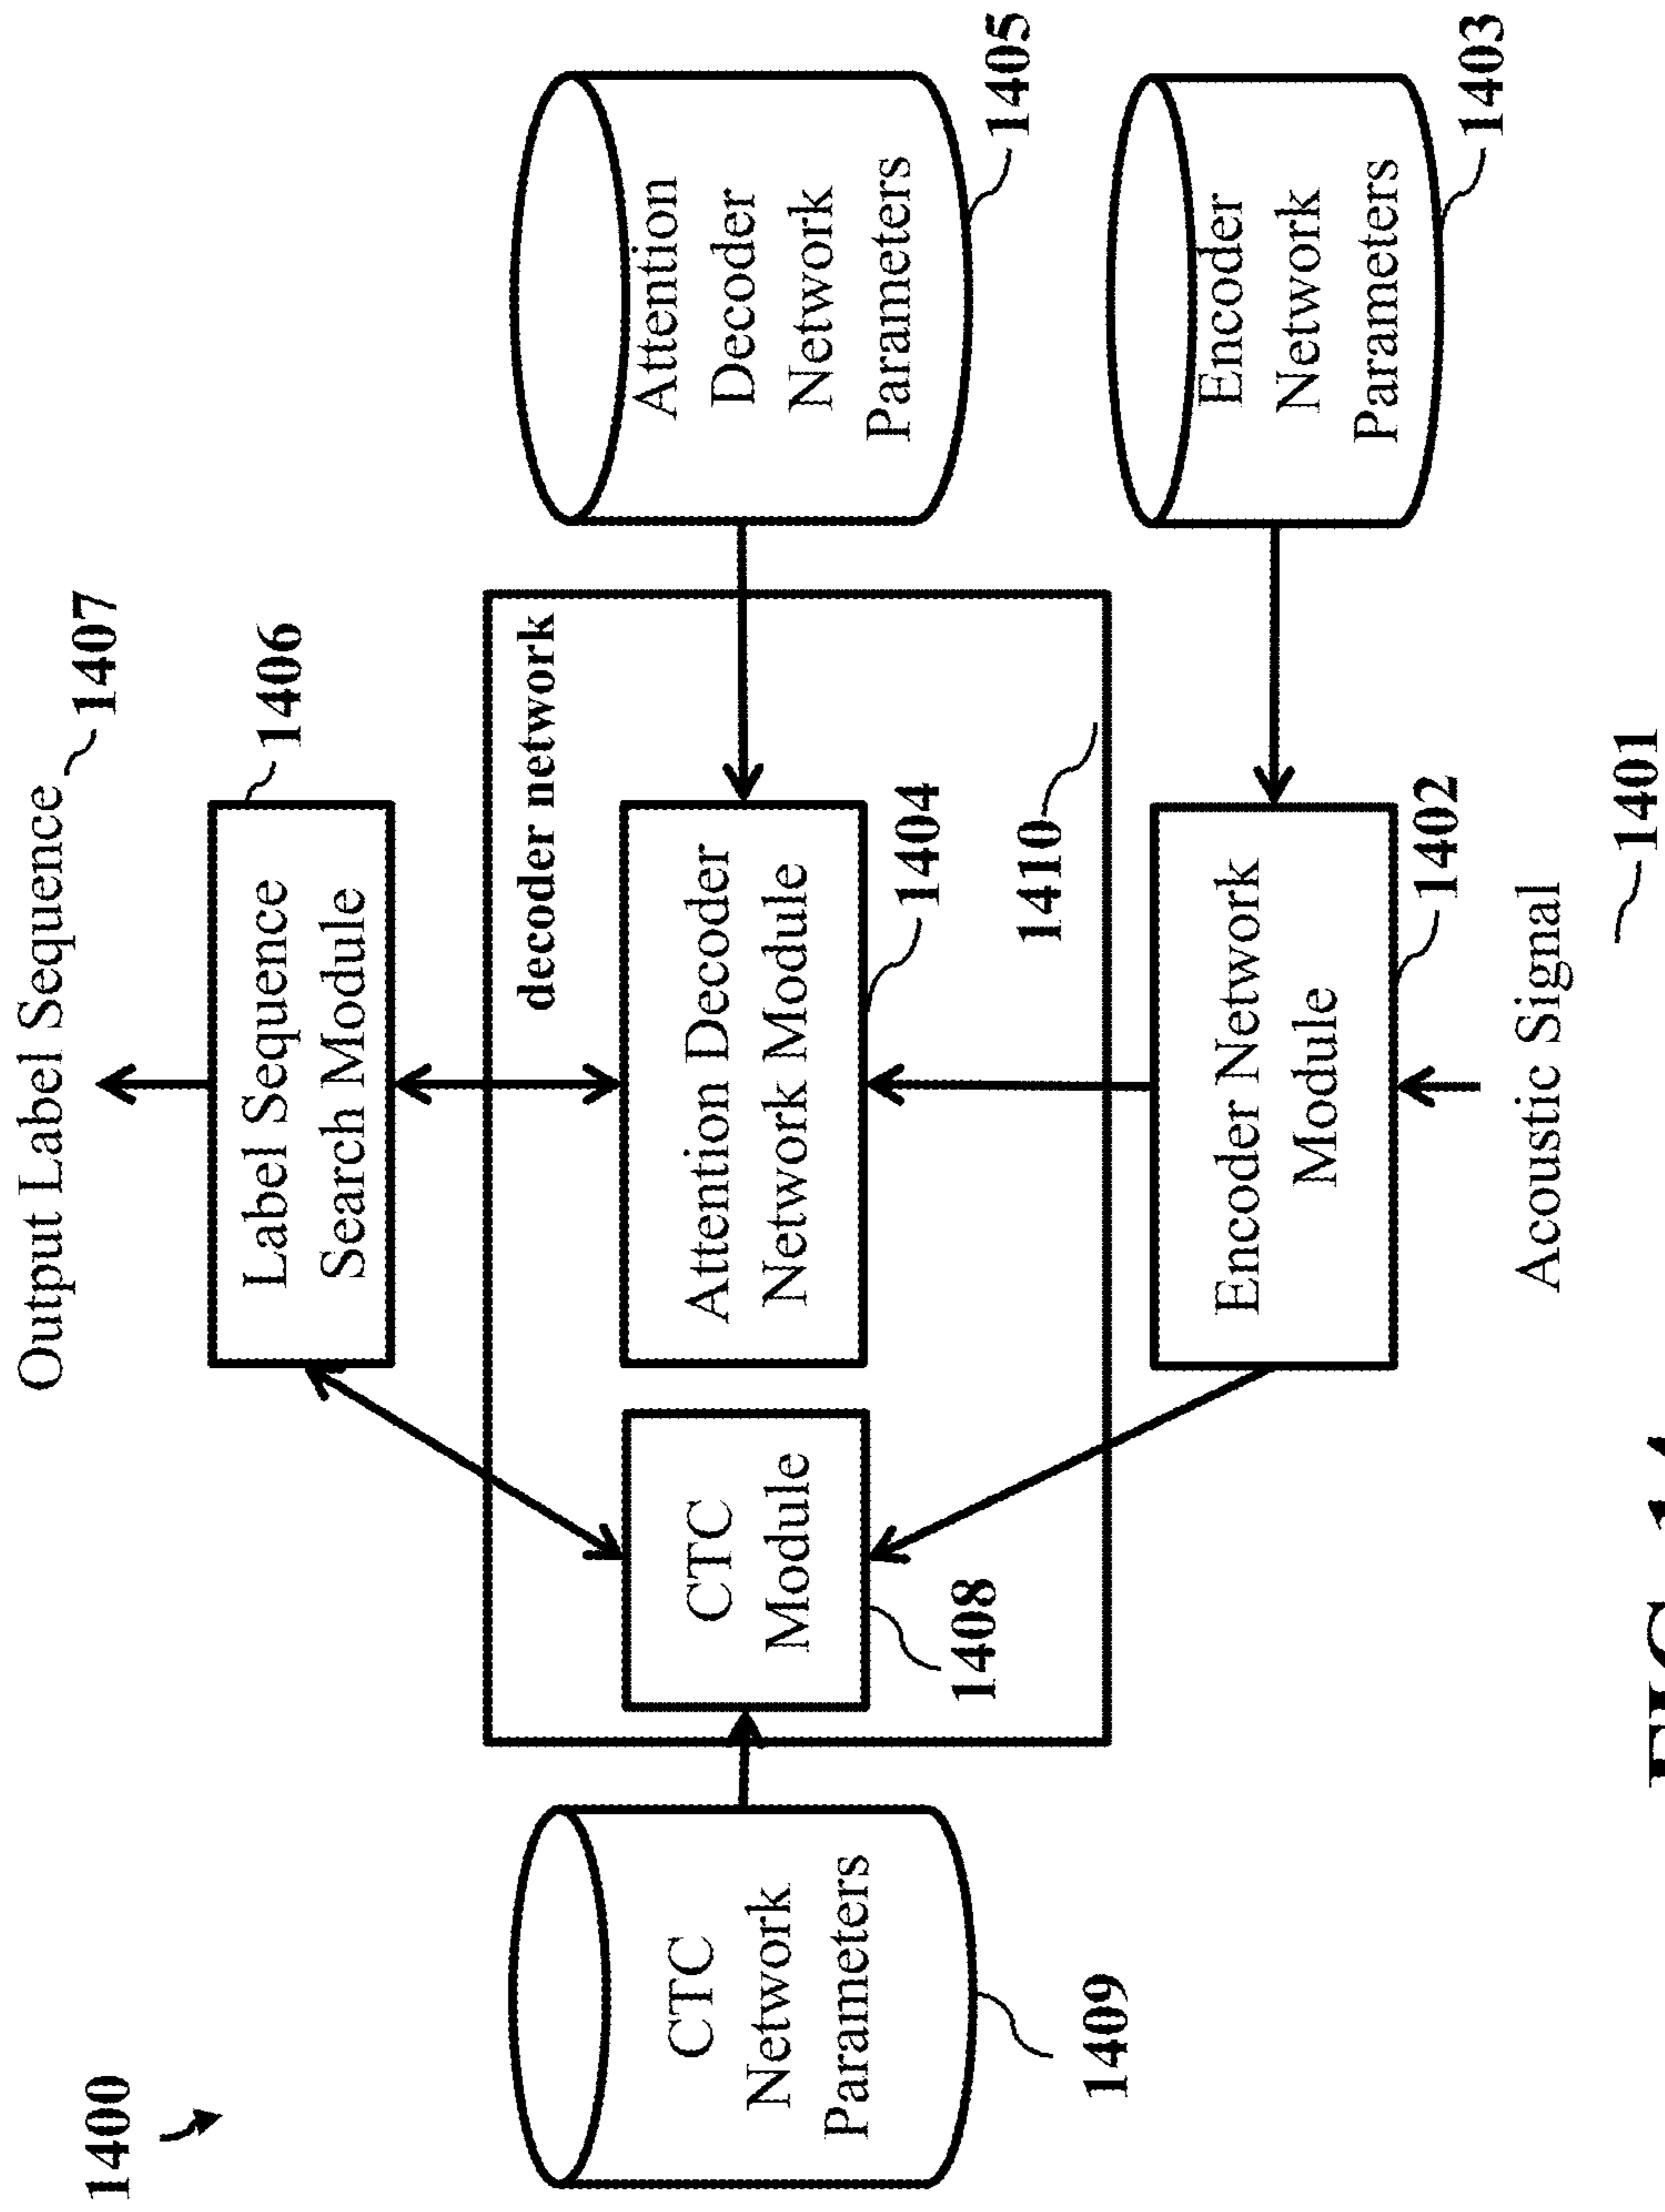 1400
Output Label Sequence
1407
Label Sequence
Search Module
1406
decoder network
CTC
Network
Parameters
1409
CTC
Module
1408
Attention Decoder
Network Module
1404
Attention
Decoder
Network
Parameters
1405
1410
Encoder Network
Module
1402
Encoder
Network
Parameters
1403
Acoustic Signal
1401